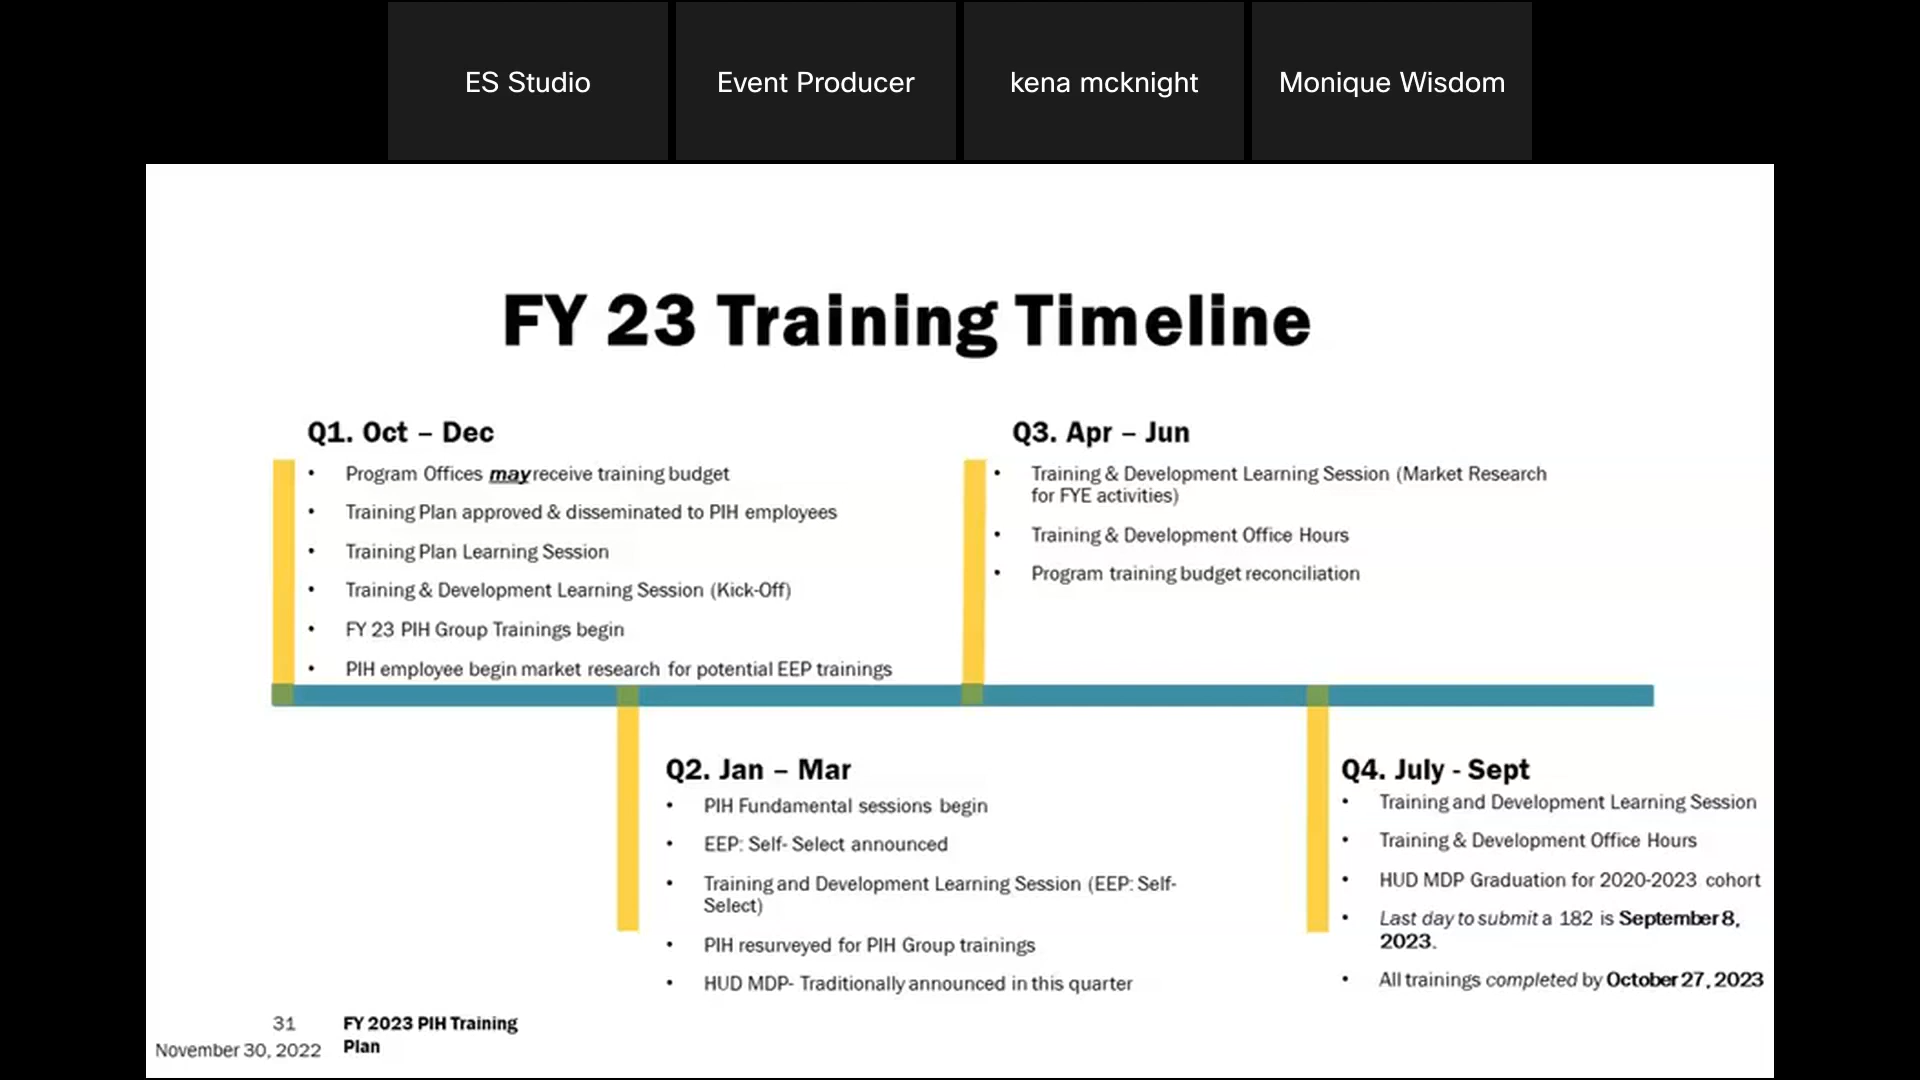 ES Studio
Event Producer
kena mcknight
Monique Wisdom
FY 23 Training Timeline
Q1. Oct – Dec
• Program Offices may receive training budget
• Training Plan approved & disseminated to PIH employees
• Training Plan Learning Session
• Training & Development Learning Session (Kick-Off)
• FY 23 PIH Group Trainings begin
• PIH employee begin market research for potential EEP trainings
Q3. Apr – Jun
• Training & Development Learning Session (Market Research
for FYE activities)
• Training & Development Office Hours
• Program training budget reconciliation
Q2. Jan – Mar
• PIH Fundamental sessions begin
• EEP: Self- Select announced
• Training and Development Learning Session (EEP: Self-
Select)
• PIH resurveyed for PIH Group trainings
• HUD MDP- Traditionally announced in this quarter
Q4. July - Sept
• Training and Development Learning Session
• Training & Development Office Hours
• HUD MDP Graduation for 2020-2023 cohort
• Last day to submit a 182 is September 8,
2023.
• All trainings completed by October 27, 2023
31
November 30, 2022
FY 2023 PIH Training
Plan